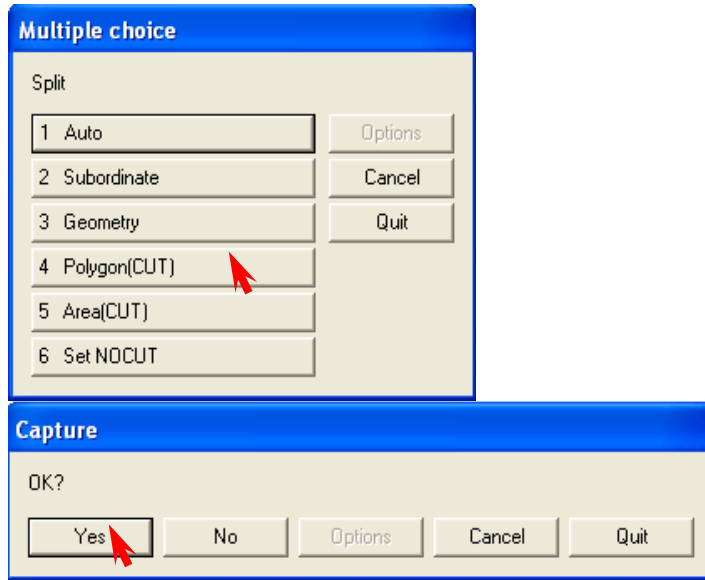 Multiple choice
Split
1 Auto
Options
2 Subordinate
Cancel
3 Geometry
Quit
4 Polygon(CUT)
5 Area(CUT)
6 Set NOCUT
Capture
OK?
Yes No Options Cancel Quit